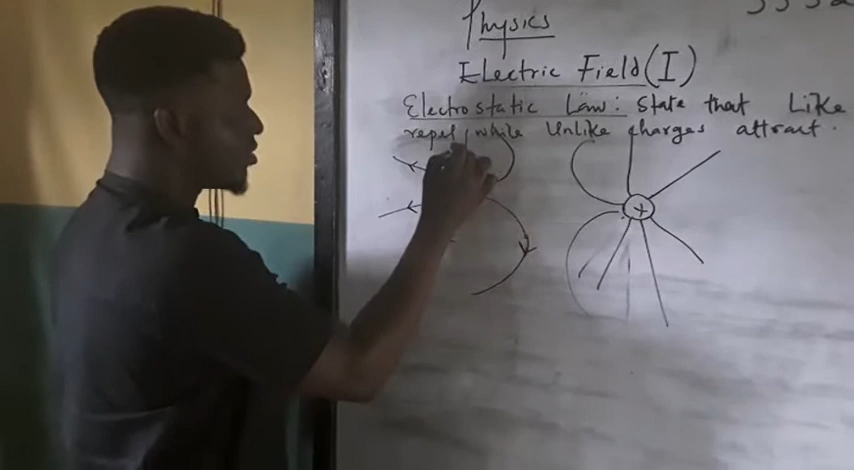 Physics
Electric Field (I)
Electrostatic Law: State that Like
repel while Unlike charges attract.
+